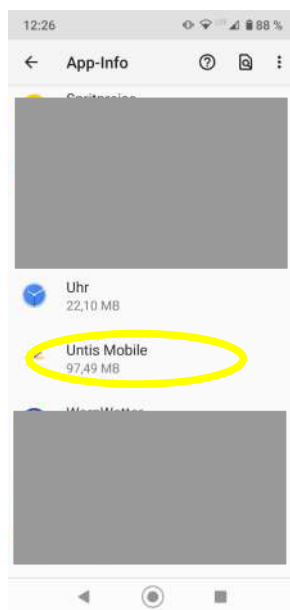 12:26
88 %
App-Info
Uhr
22,10 MB
Untis Mobile
97,49 MB